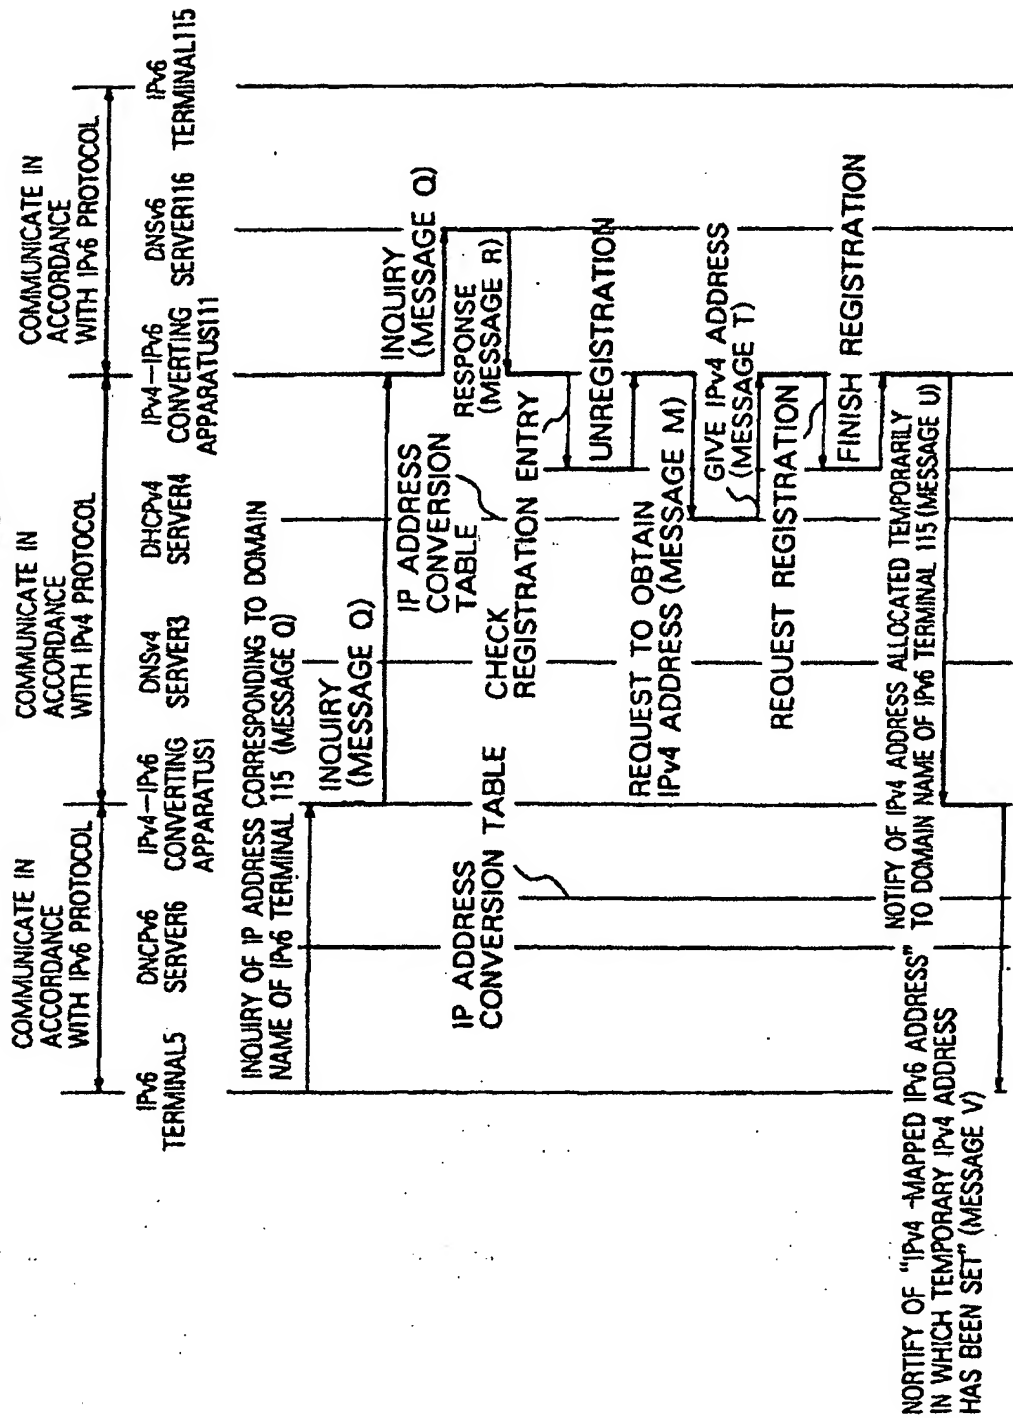 COMMUNICATE IN
ACCORDANCE
WITH IPv6 PROTOCOL
COMMUNICATE IN
ACCORDANCE
WITH IPv4 PROTOCOL
COMMUNICATE IN
ACCORDANCE
WITH IPv6 PROTOCOL
IPv6
TERMINAL5
DNCPv6
SERVER6
IPv4-IPv6
CONVERTING
APPARATUS1
DNSv4
SERVER3
DHCPv4
SERVER4
IPv4-IPv6
CONVERTING
APPARATUS111
DNSv6
SERVER116
IPv6
TERMINAL115
INQUIRY OF IP ADDRESS CORRESPONDING TO DOMAIN
NAME OF IPv6 TERMINAL 115 (MESSAGE Q)
INQUIRY
(MESSAGE Q)
INQUIRY
(MESSAGE Q)
IP ADDRESS
CONVERSION
TABLE
RESPONSE
(MESSAGE R)
IP ADDRESS
CONVERSION TABLE
CHECK
REGISTRATION ENTRY
UNREGISTRATION
REQUEST TO OBTAIN
IPv4 ADDRESS (MESSAGE M)
GIVE IPv4 ADDRESS
(MESSAGE T)
REQUEST REGISTRATION
FINISH REGISTRATION
NOTIFY OF IPv4 ADDRESS ALLOCATED TEMPORARILY
TO DOMAIN NAME OF IPv6 TERMINAL 115 (MESSAGE U)
NORTIFY OF "IPv4 -MAPPED IPv6 ADDRESS"
IN WHICH TEMPORARY IPv4 ADDRESS
HAS BEEN SET" (MESSAGE V)